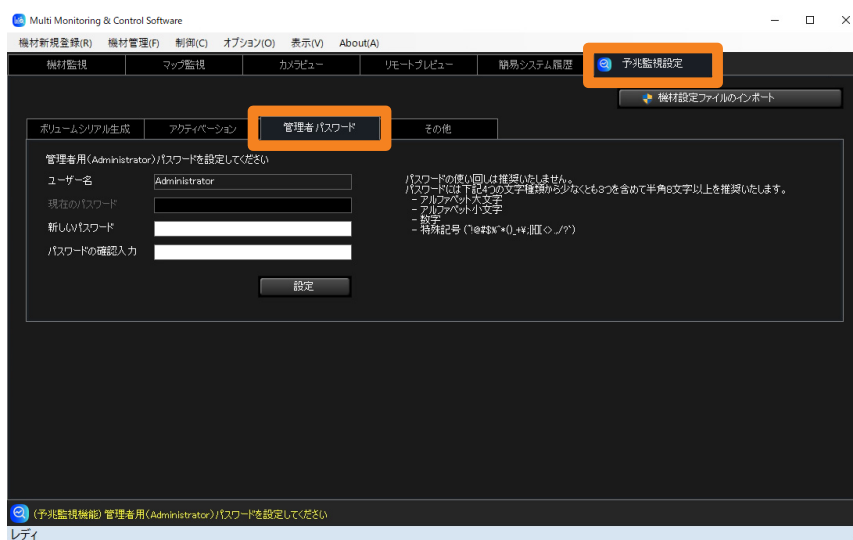 Multi Monitoring & Control Software
機材新規登録(R) 機材管理(F) 制御(C) オプション(O) 表示(V) About(A)
機材監視 マップ監視 カメラビュー リモートプレビュー 簡易システム履歴 予兆監視設定
機材設定ファイルのインポート
ボリュームシリアル生成 アクティベーション 管理者パスワード その他
管理者用(Administrator)パスワードを設定してください
ユーザー名 Administrator
現在のパスワード
新しいパスワード
パスワードの確認入力
設定
パスワードの使い回しは推奨いたしません。
パスワードには下記4つの文字種類から少なくとも3つを含めて半角8文字以上を推奨いたします。
- アルファベット大文字
- アルファベット小文字
- 数字
- 特殊記号
(予兆監視機能) 管理者用(Administrator)パスワードを設定してください
レディ